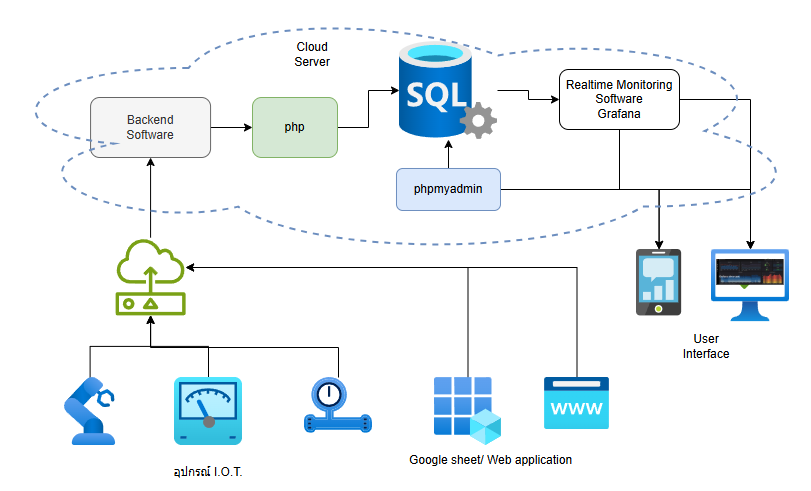 Cloud
Server
Backend
Software
php
SQL
Realtime Monitoring
Software
Grafana
phpmyadmin
User
Interface
www
อุปกรณ์ I.O.T.
Google sheet/ Web application